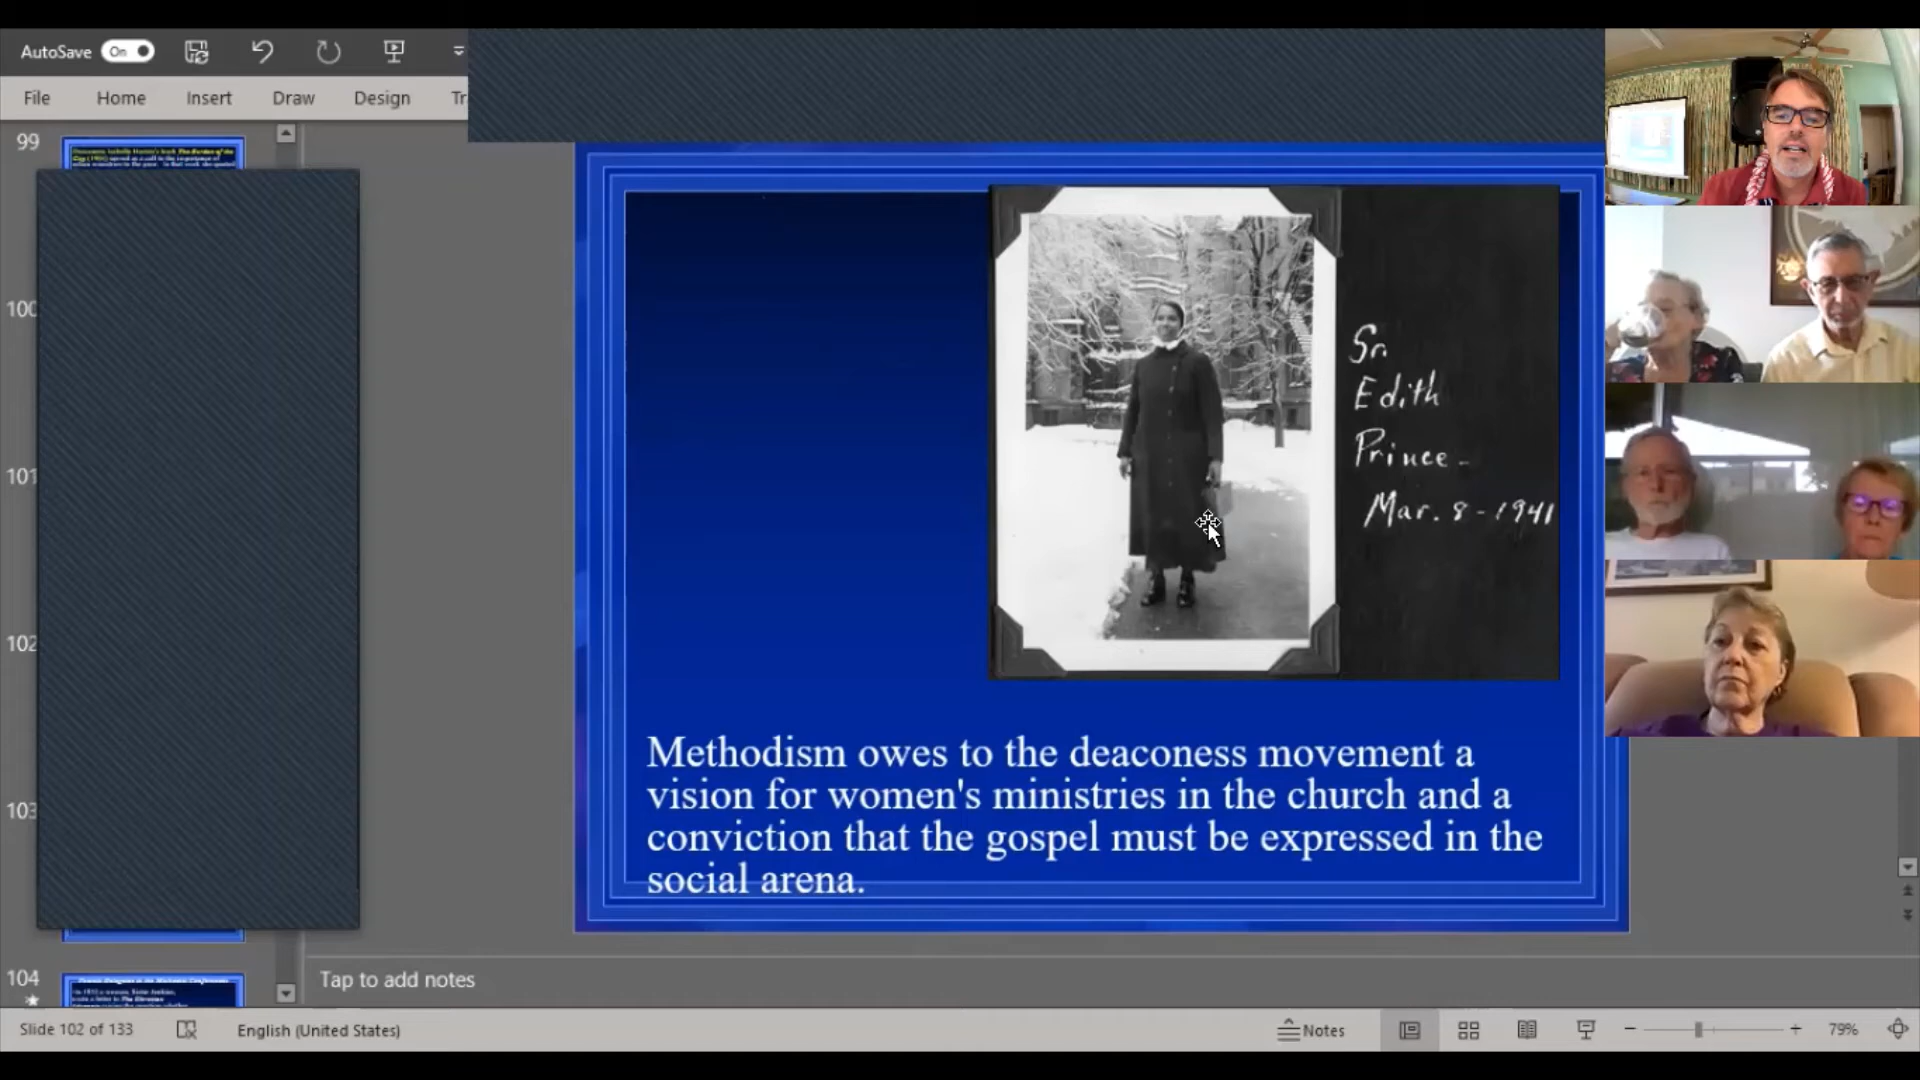 AutoSave On
File Home Insert Draw Design Tr
99
100
101
102
103
104
Sr.
Edith
Prince -
Mar. 8 - 1941
Methodism owes to the deaconess movement a
vision for women's ministries in the church and a
conviction that the gospel must be expressed in the
social arena.
Tap to add notes
Slide 102 of 133 English (United States) Notes 79%